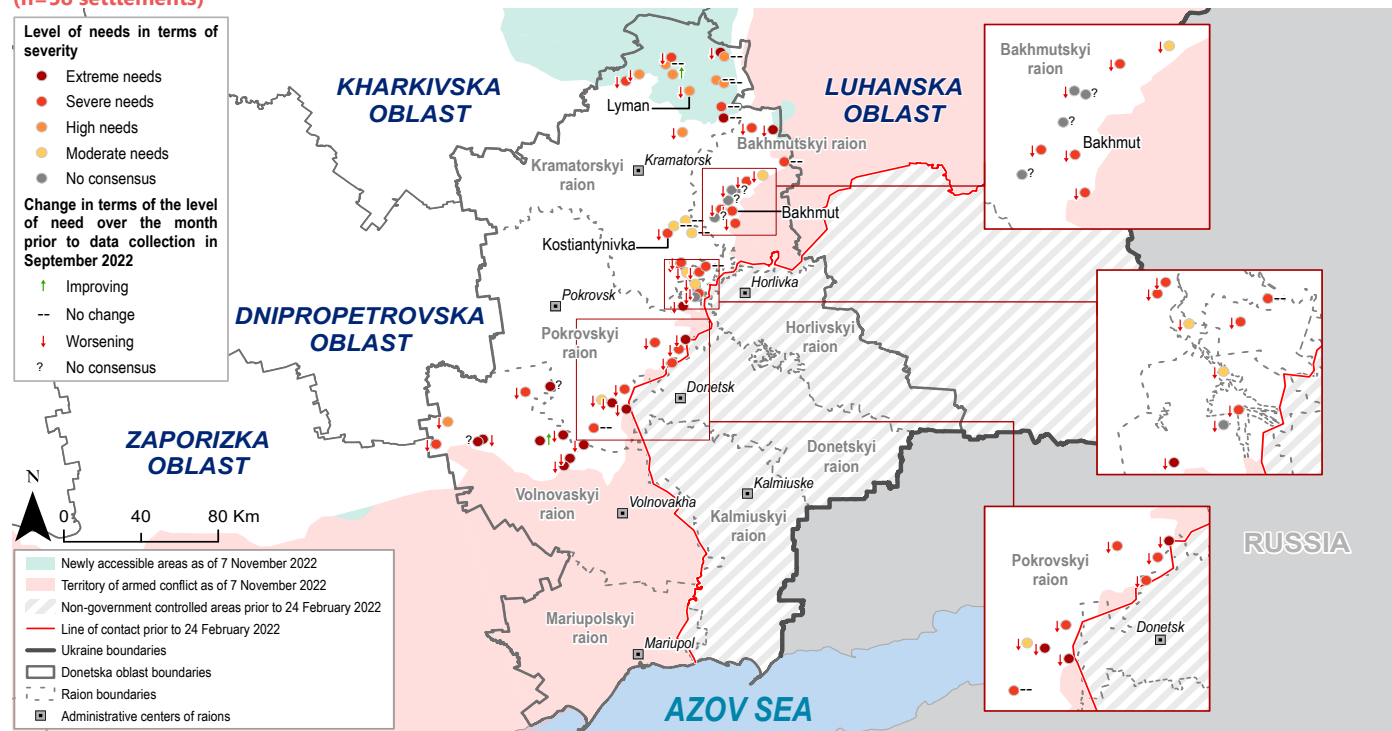 (n=58 settlements)
Level of needs in terms of
severity
Extreme needs
Severe needs
High needs
Moderate needs
No consensus
Change in terms of the level
of need over the month
prior to data collection in
September 2022
Improving
-- No change
Worsening
? No consensus
KHARKIVSKA
OBLAST
LUHANSKA
OBLAST
DNIPROPETROVSKA
OBLAST
ZAPORIZKA
OBLAST
Lyman
Kramatorskyi
raion
Kramatorsk
Bakhmutskyi raion
Bakhmut
Kostiantynivka
Pokrovsk
Horlivka
Pokrovskyi
raion
Horlivskyi
raion
Donetsk
Donetskyi
raion
Volnovaskyi
raion
Volnovakha
Kalmiuske
Kalmiuskyi
raion
Mariupolskyi
raion
Mariupol
AZOV SEA
RUSSIA
Bakhmutskyi
raion
?
?
?
Bakhmut
--
Pokrovskyi
raion
Donetsk
--
N
0 40 80 Km
Newly accessible areas as of 7 November 2022
Territory of armed conflict as of 7 November 2022
Non-government controlled areas prior to 24 February 2022
Line of contact prior to 24 February 2022
Ukraine boundaries
Donetska oblast boundaries
Raion boundaries
Administrative centers of raions